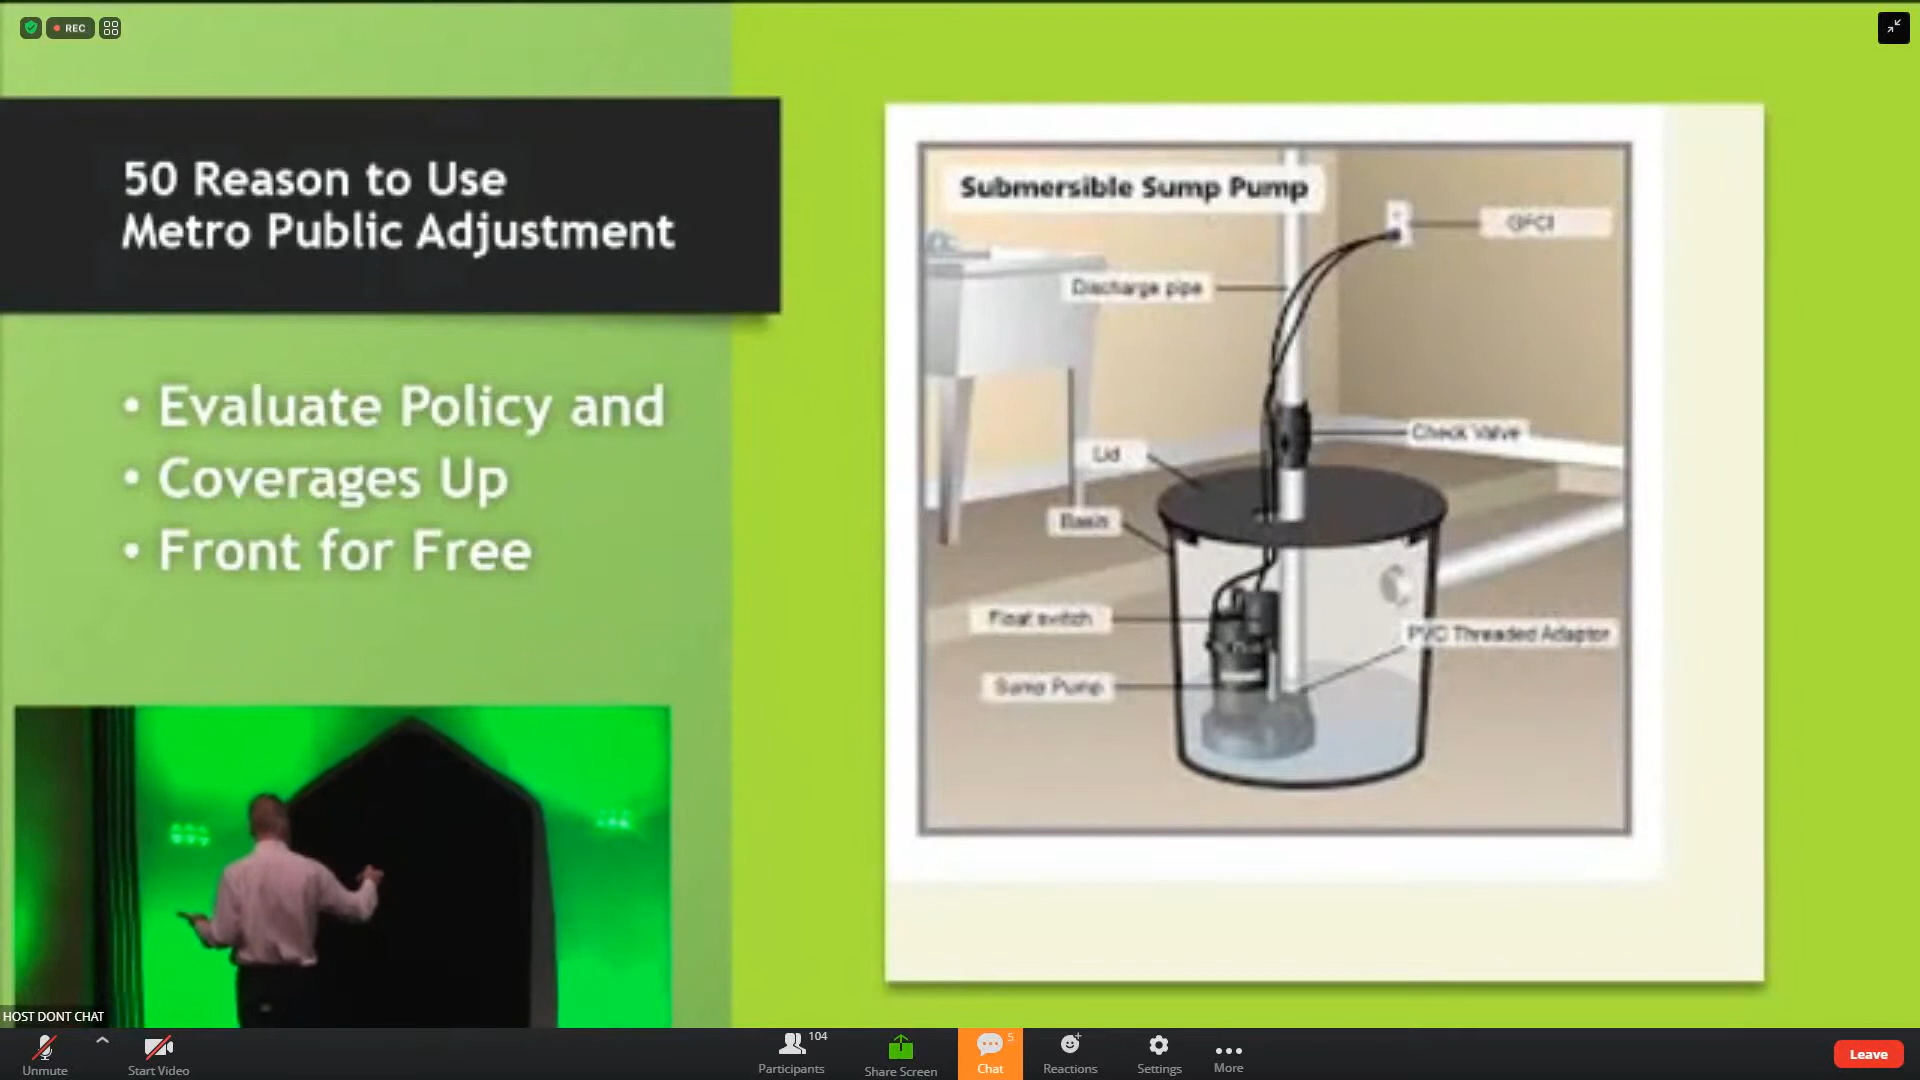 REC
50 Reason to Use
Metro Public Adjustment
• Evaluate Policy and
• Coverages Up
• Front for Free
Submersible Sump Pump
GFCI
Discharge pipe
Check Valve
Lid
Basin
Float switch
PVC Threaded Adaptor
Sump Pump
HOST DONT CHAT
Unmute
Start Video
104
Participants
Share Screen
5
Chat
Reactions
Settings
More
Leave